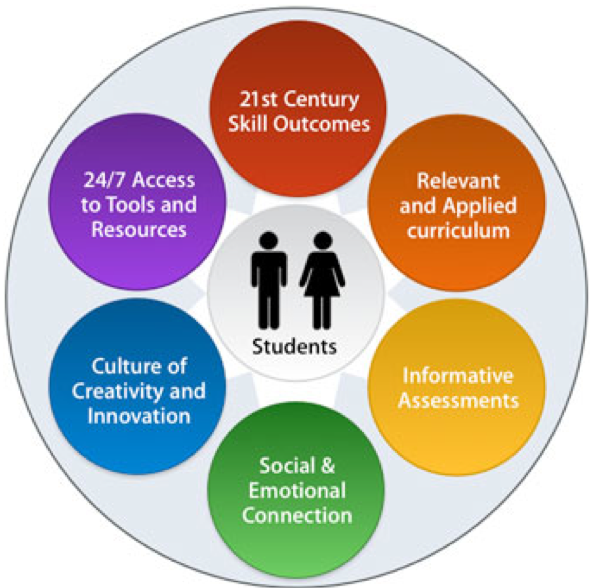 21st Century
Skill Outcomes
Relevant
and Applied
curriculum
Informative
Assessments
Social &
Emotional
Connection
Culture of
Creativity and
Innovation
24/7 Access
to Tools and
Resources
Students